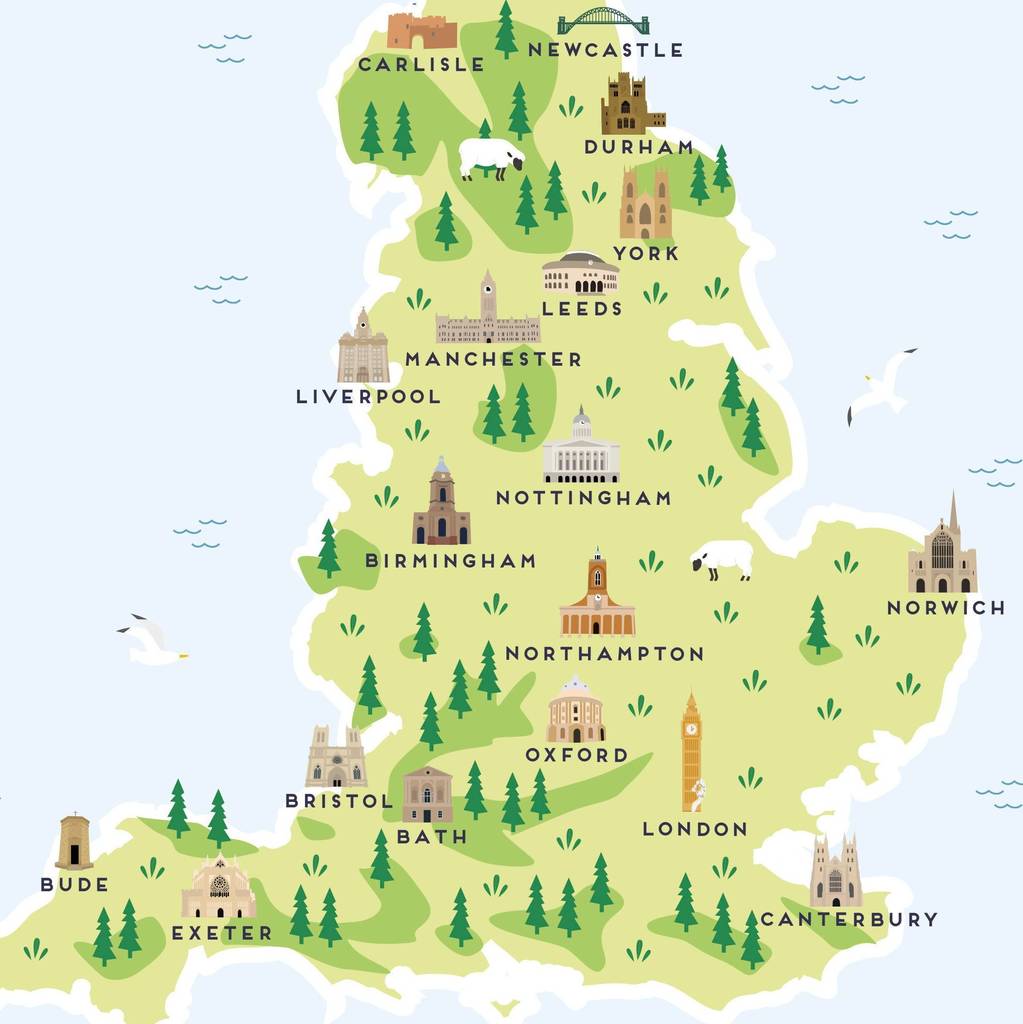 NEWCASTLE
CARLISLE
DURHAM
YORK
LEEDS
MANCHESTER
LIVERPOOL
NOTTINGHAM
BIRMINGHAM
NORWICH
NORTHAMPTON
OXFORD
BRISTOL
LONDON
BATH
BUDE
CANTERBURY
EXETER